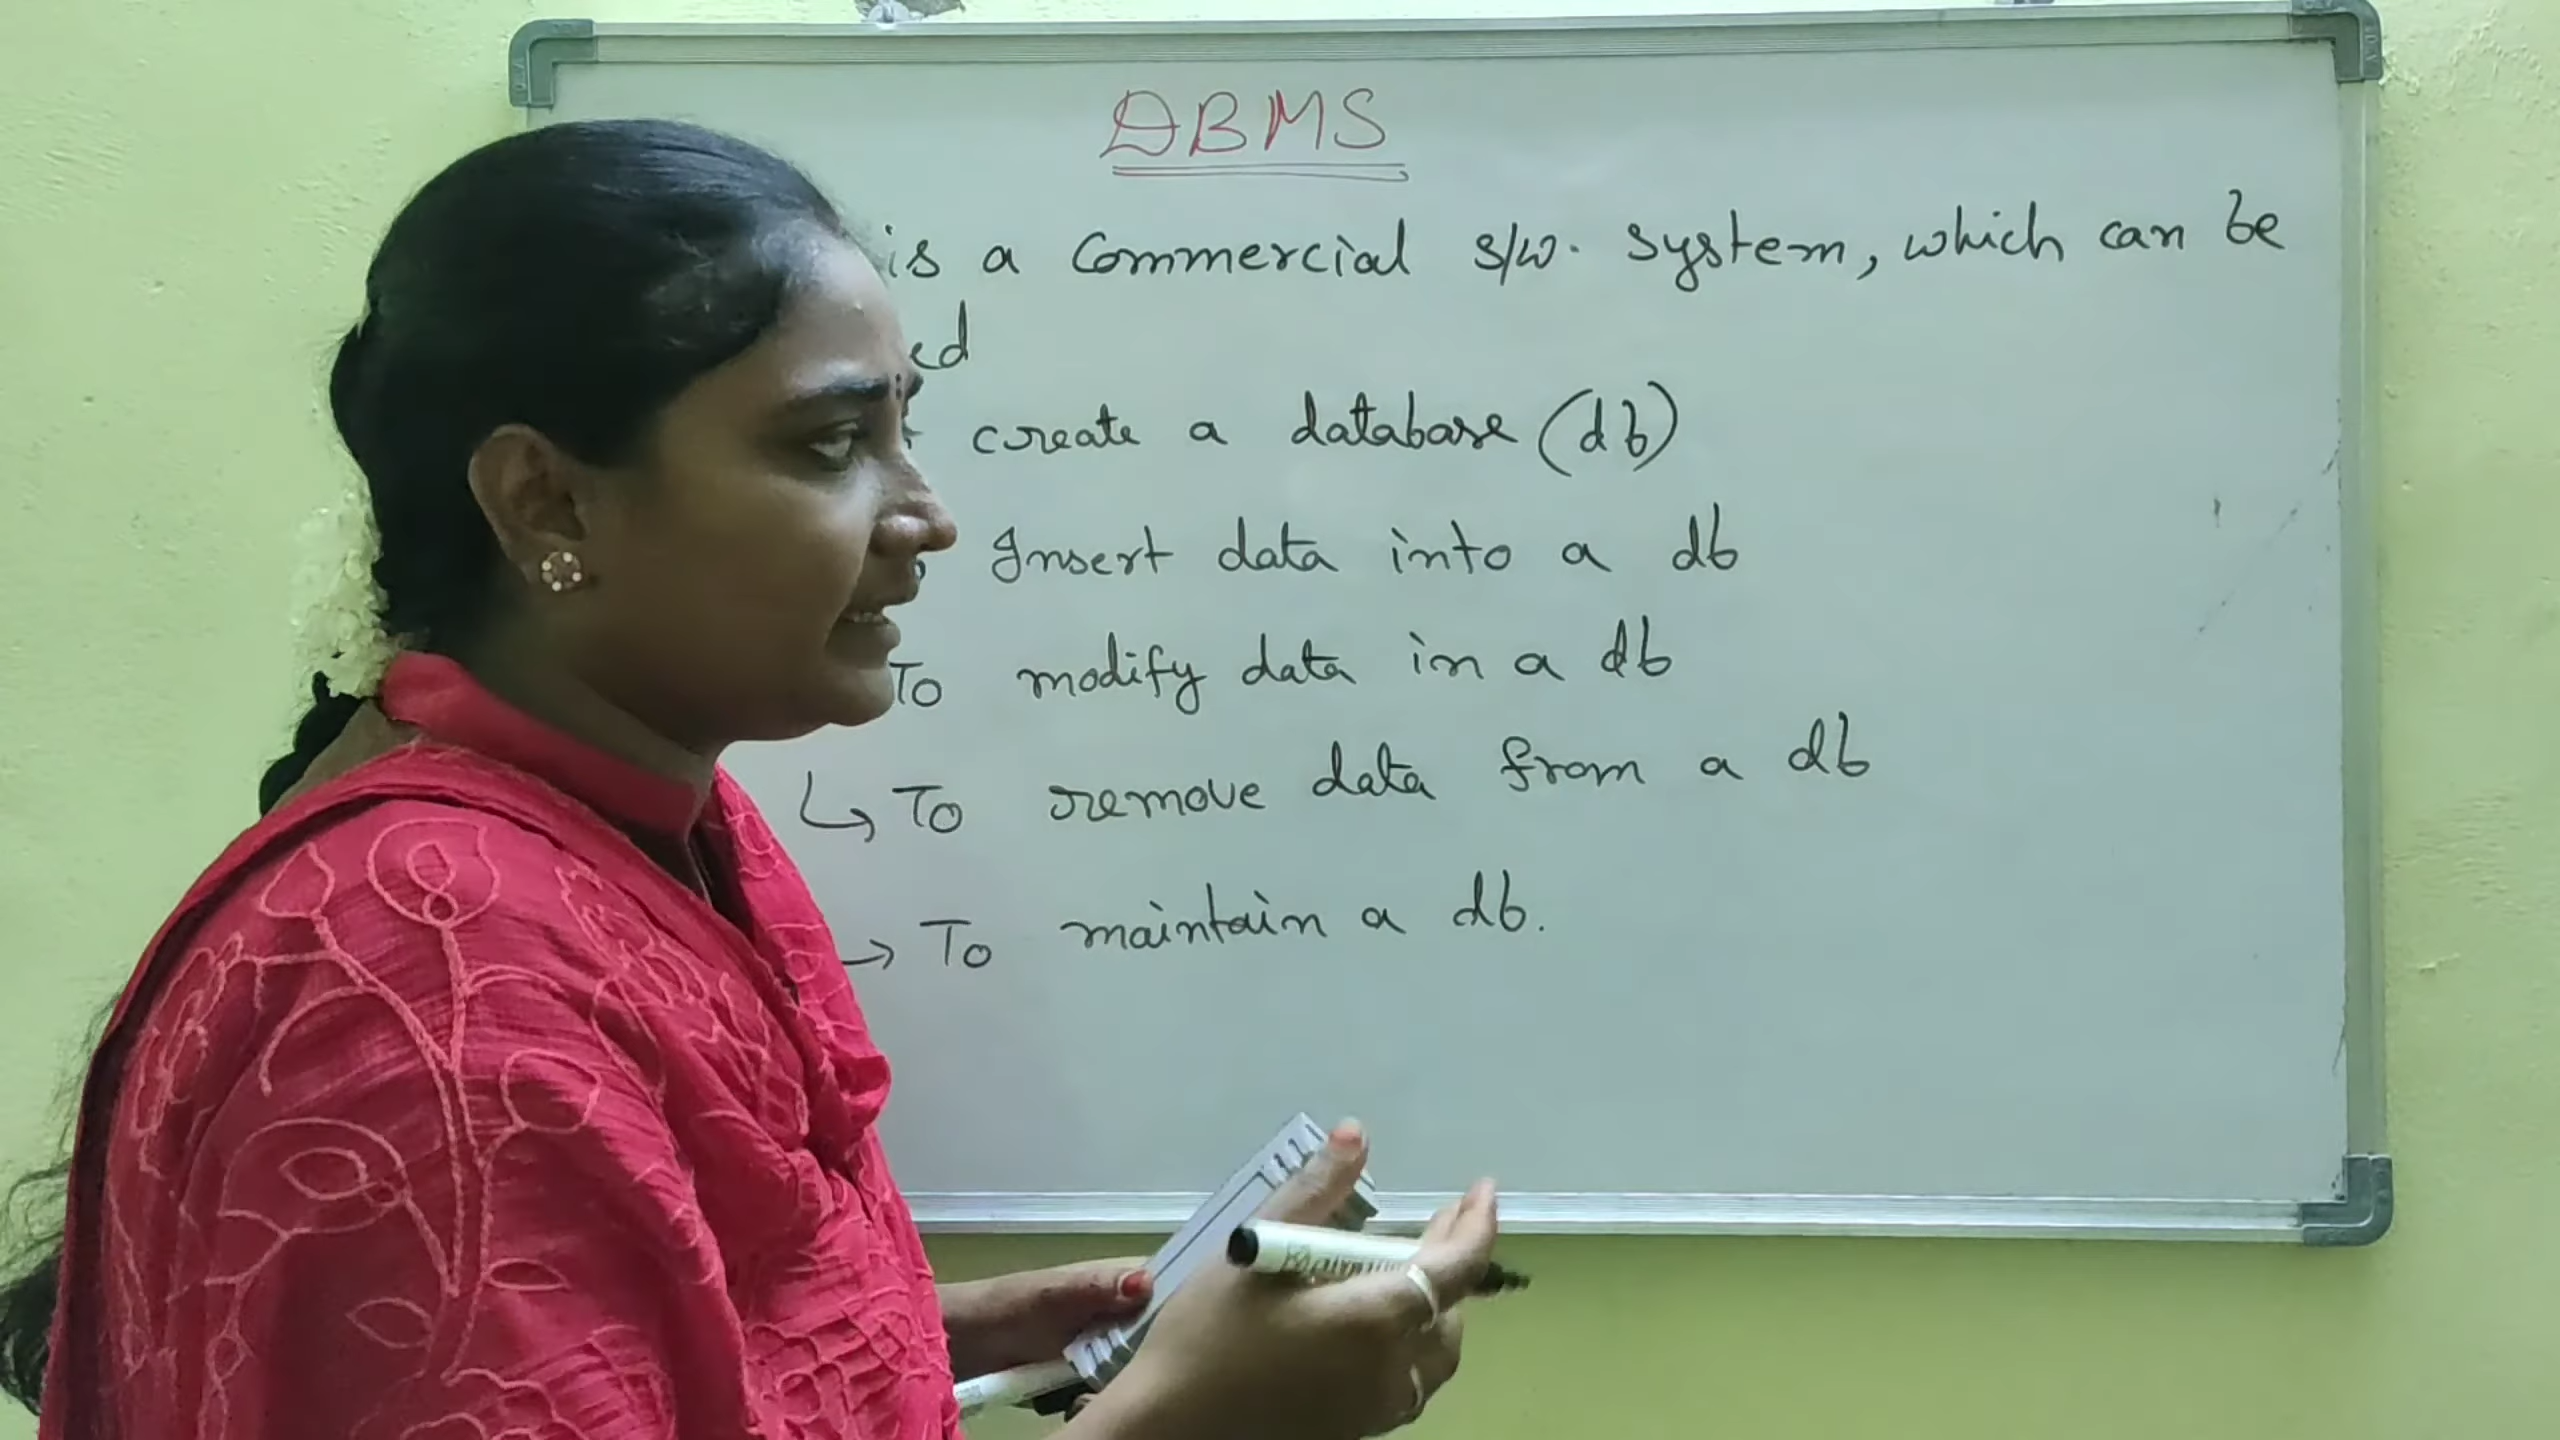 DBMS
is a commercial s/w. system, which can be
create a database (db)
Insert data into a db
To modify data in a db
↳ To remove data from a db
→ To maintain a db.